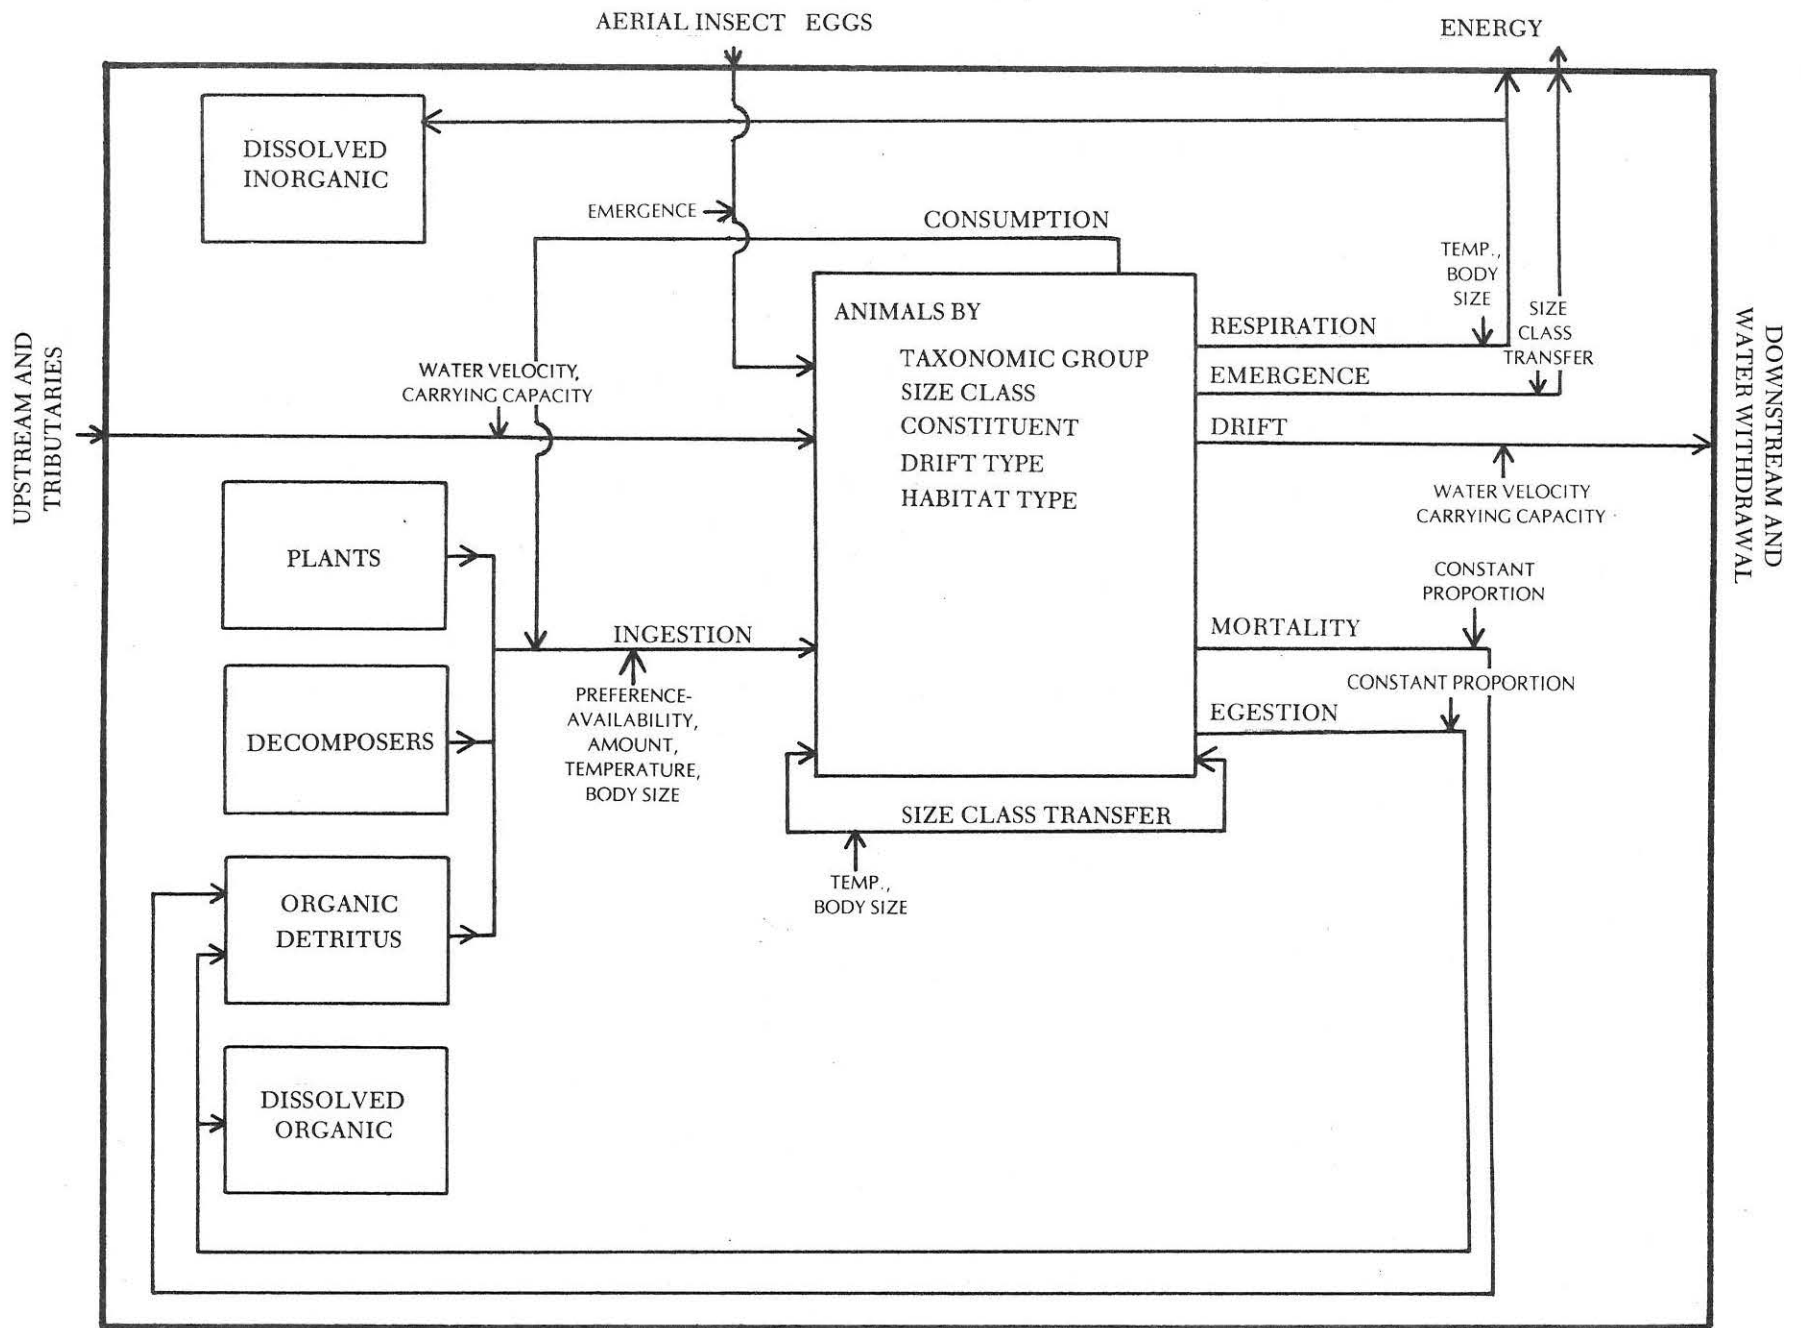 AERIAL INSECT EGGS
ENERGY
DISSOLVED
INORGANIC
EMERGENCE
CONSUMPTION
TEMP.,
BODY
SIZE
SIZE
CLASS
TRANSFER
UPSTREAM AND
TRIBUTARIES
WATER VELOCITY,
CARRYING CAPACITY
ANIMALS BY
TAXONOMIC GROUP
SIZE CLASS
CONSTITUENT
DRIFT TYPE
HABITAT TYPE
RESPIRATION
EMERGENCE
DRIFT
DOWNSTREAM AND
WATER WITHDRAWAL
WATER VELOCITY
CARRYING CAPACITY
PLANTS
CONSTANT
PROPORTION
INGESTION
MORTALITY
PREFERENCE-
AVAILABILITY,
AMOUNT,
TEMPERATURE,
BODY SIZE
CONSTANT PROPORTION
EGESTION
DECOMPOSERS
SIZE CLASS TRANSFER
TEMP.,
BODY SIZE
ORGANIC
DETRITUS
DISSOLVED
ORGANIC